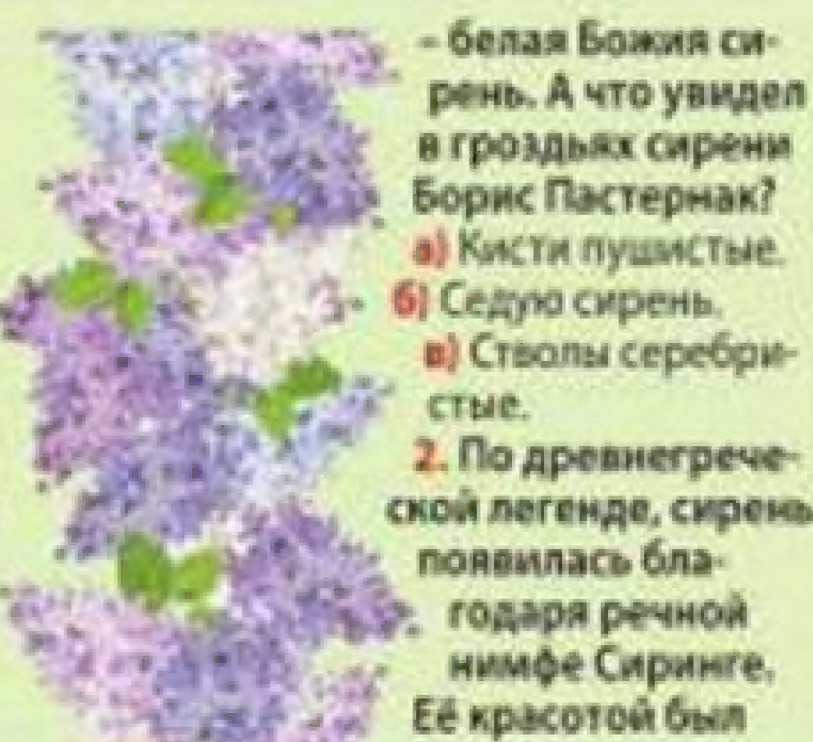 – белая Божия си-
рень. А что увидел
в гроздьях сирени
Борис Пастернак?
а) Кисти пушистые.
б) Седую сирень.
в) Стволы серебри-
стые.
2. По древнегрече-
ской легенде, сирень
появилась бла-
годаря речной
нимфе Сиринге.
Её красотой был